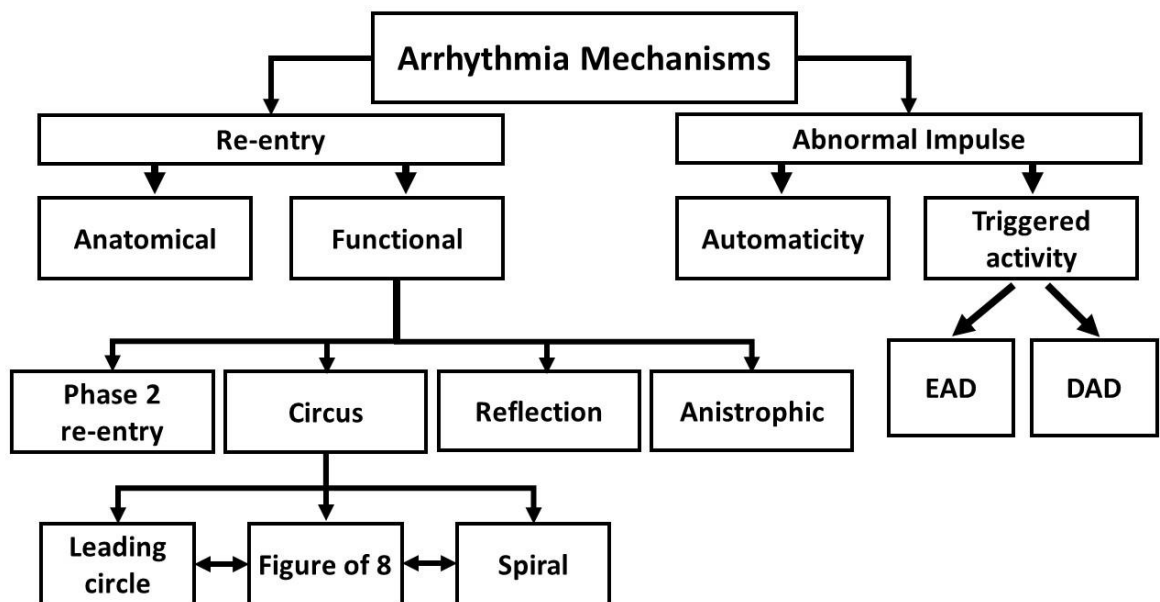 Arrhythmia Mechanisms
Re-entry
Abnormal Impulse
Anatomical
Functional
Automaticity
Triggered
activity
Phase 2
re-entry
Circus
Reflection
Anistrophic
EAD
DAD
Leading
circle
Figure of 8
Spiral